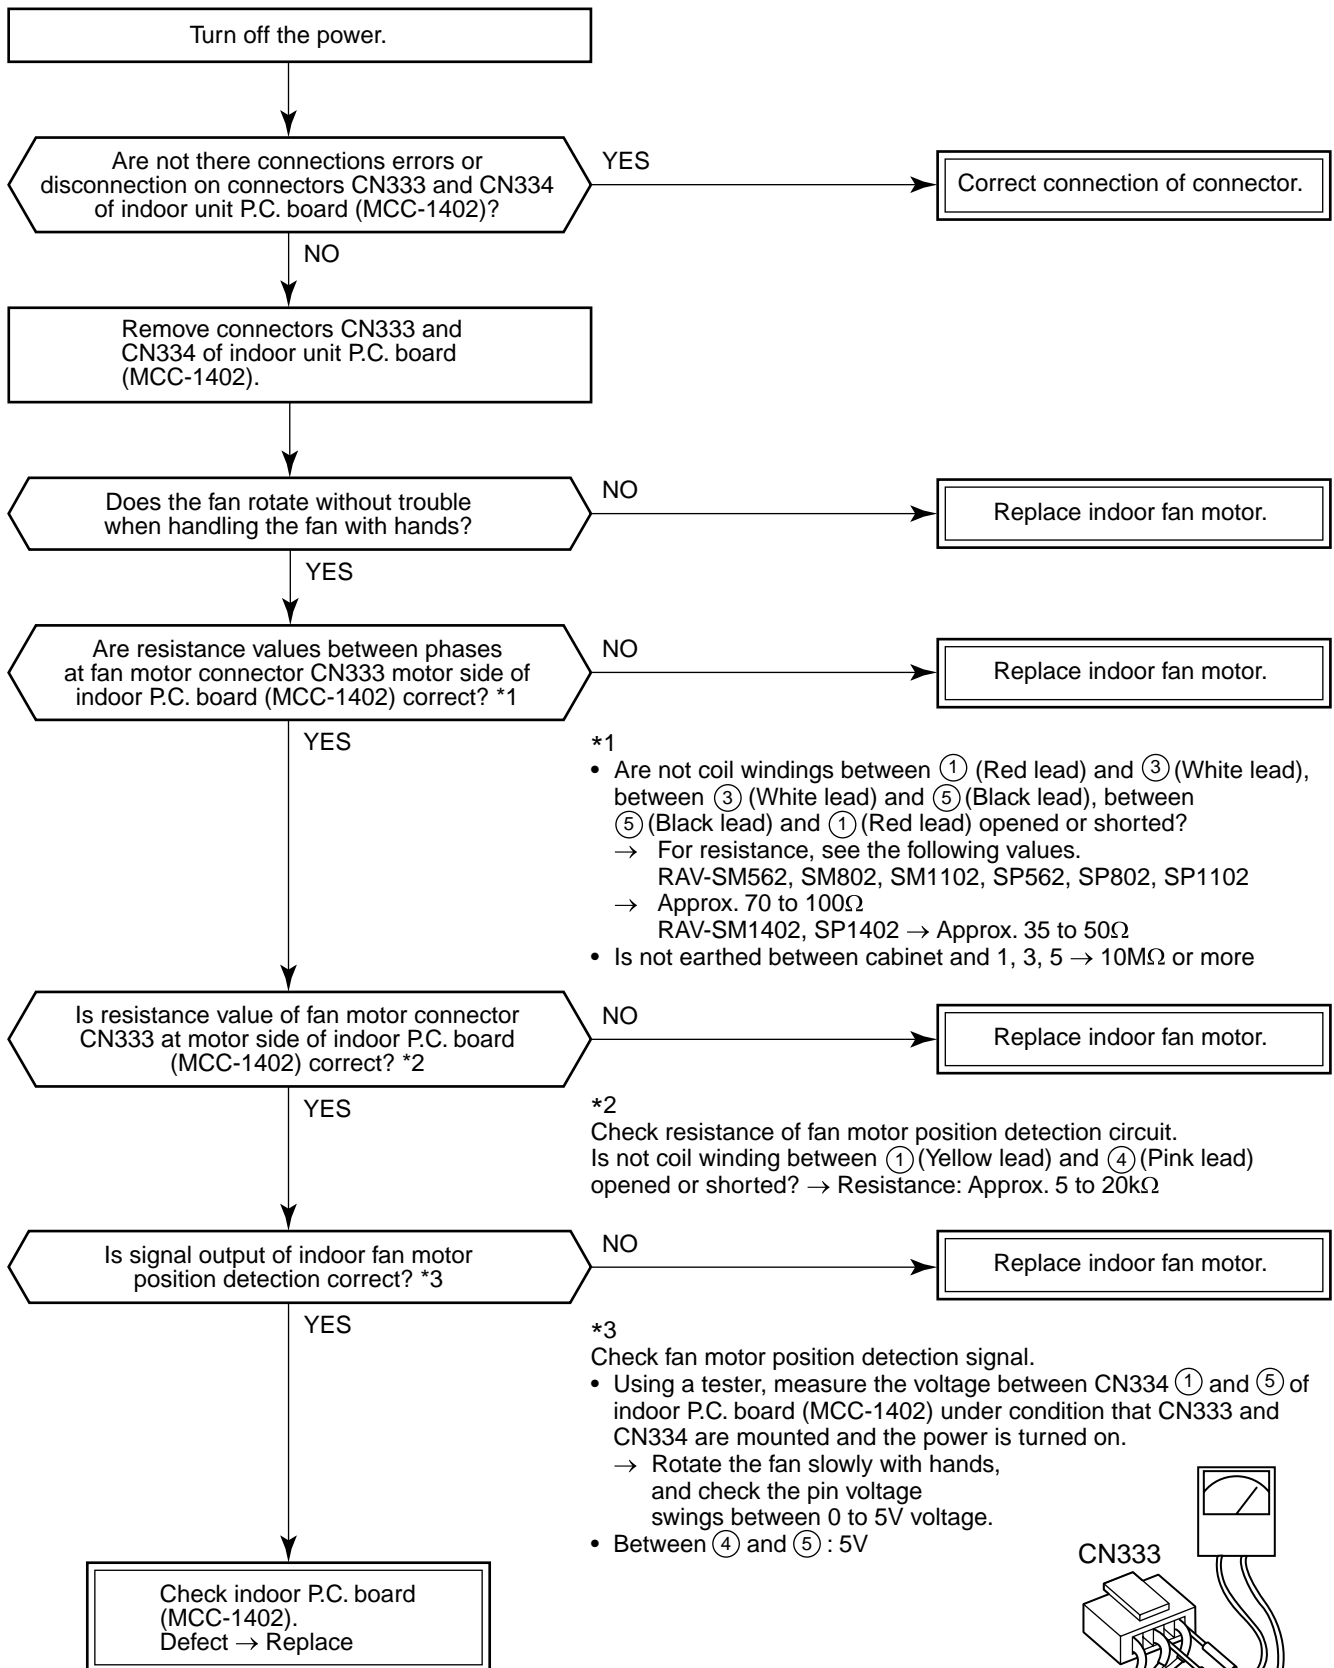 Turn off the power.
Are not there connections errors or
disconnection on connectors CN333 and CN334
of indoor unit P.C. board (MCC-1402)?
YES
Correct connection of connector.
NO
Remove connectors CN333 and
CN334 of indoor unit P.C. board
(MCC-1402).
Does the fan rotate without trouble
when handling the fan with hands?
NO
Replace indoor fan motor.
YES
Are resistance values between phases
at fan motor connector CN333 motor side of
indoor P.C. board (MCC-1402) correct? *1
NO
Replace indoor fan motor.
YES
*1
• Are not coil windings between ① (Red lead) and ③ (White lead),
between ③ (White lead) and ⑤ (Black lead), between
⑤ (Black lead) and ① (Red lead) opened or shorted?
→ For resistance, see the following values.
RAV-SM562, SM802, SM1102, SP562, SP802, SP1102
→ Approx. 70 to 100Ω
RAV-SM1402, SP1402 → Approx. 35 to 50Ω
• Is not earthed between cabinet and 1, 3, 5 → 10MΩ or more
Is resistance value of fan motor connector
CN333 at motor side of indoor P.C. board
(MCC-1402) correct? *2
NO
Replace indoor fan motor.
YES
*2
Check resistance of fan motor position detection circuit.
Is not coil winding between ① (Yellow lead) and ④ (Pink lead)
opened or shorted? → Resistance: Approx. 5 to 20kΩ
Is signal output of indoor fan motor
position detection correct? *3
NO
Replace indoor fan motor.
YES
*3
Check fan motor position detection signal.
• Using a tester, measure the voltage between CN334 ① and ⑤ of
indoor P.C. board (MCC-1402) under condition that CN333 and
CN334 are mounted and the power is turned on.
→ Rotate the fan slowly with hands,
and check the pin voltage
swings between 0 to 5V voltage.
• Between ④ and ⑤ : 5V
CN333
Check indoor P.C. board
(MCC-1402).
Defect → Replace